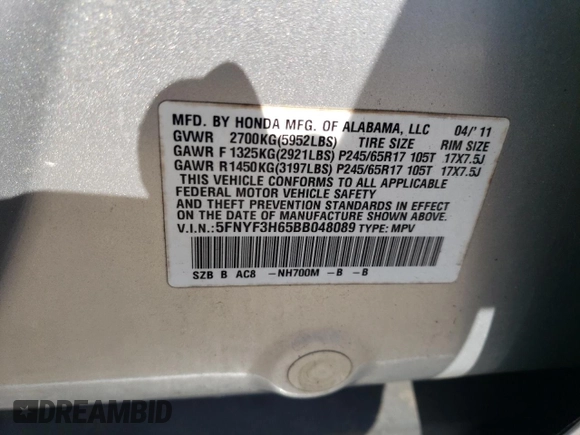 MFD. BY HONDA MFG. OF ALABAMA, LLC 04/'11
GVWR 2700KG(5952LBS) TIRE SIZE RIM SIZE
GAWR F 1325KG(2921LBS) P245/65R17 105T 17X7.5J
GAWR R 1450KG(3197LBS) P245/65R17 105T 17X7.5J
THIS VEHICLE CONFORMS TO ALL APPLICABLE
FEDERAL MOTOR VEHICLE SAFETY
AND THEFT PREVENTION STANDARDS IN EFFECT
ON THE DATE OF MANUFACTURE SHOWN ABOVE.
V.I.N.:5FNYF3H65BB048089 TYPE: MPV
SZB B AC8 -NH700M -B -B
DREAMBID